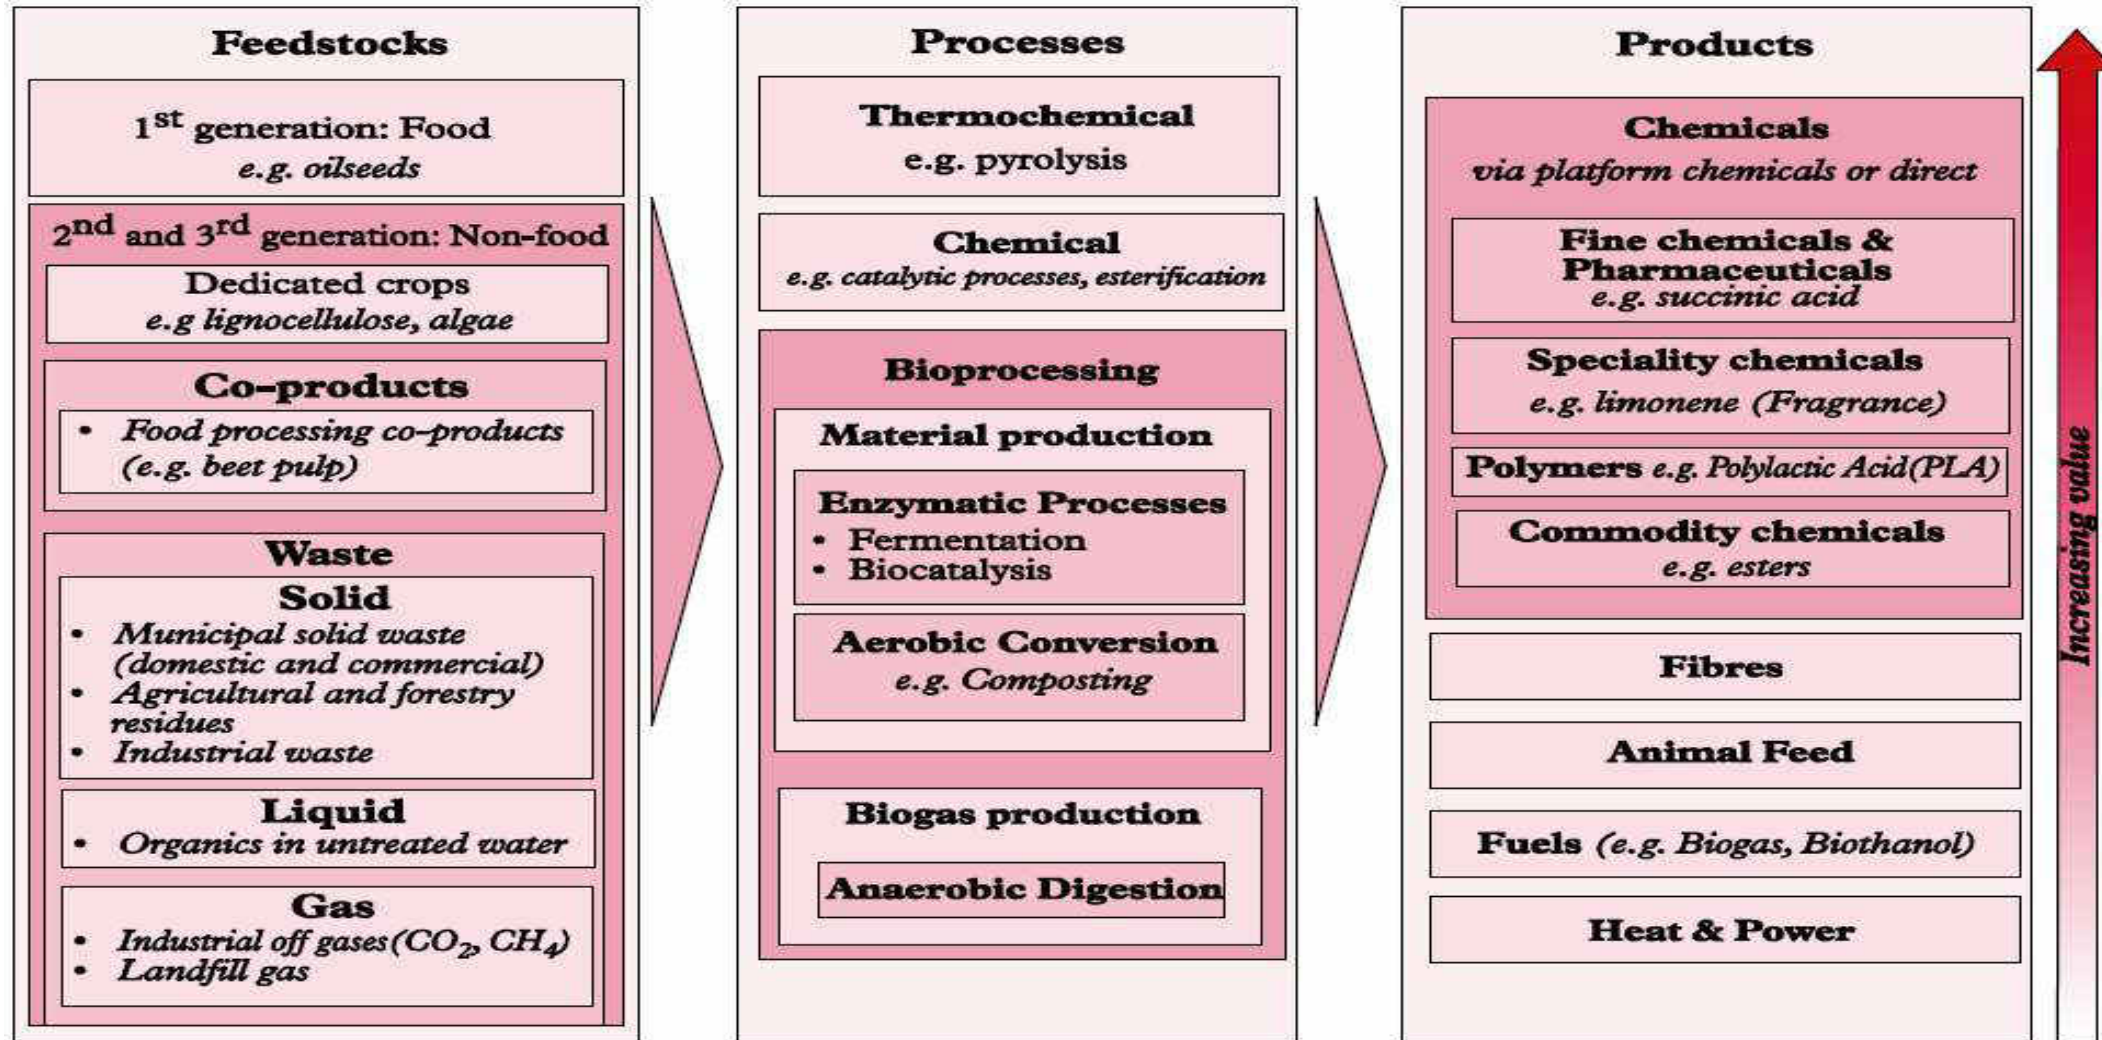 Feedstocks
1st generation: Food
e.g. oilseeds
2nd and 3rd generation: Non-food
Dedicated crops
e.g lignocellulose, algae
Co-products
• Food processing co-products
(e.g. beet pulp)
Waste
Solid
• Municipal solid waste
(domestic and commercial)
• Agricultural and forestry
residues
• Industrial waste
Liquid
• Organics in untreated water
Gas
• Industrial off gases(CO2, CH4)
• Landfill gas
Processes
Thermochemical
e.g. pyrolysis
Chemical
e.g. catalytic processes, esterification
Bioprocessing
Material production
Enzymatic Processes
• Fermentation
• Biocatalysis
Aerobic Conversion
e.g. Composting
Biogas production
Anaerobic Digestion
Products
Chemicals
via platform chemicals or direct
Fine chemicals &
Pharmaceuticals
e.g. succinic acid
Speciality chemicals
e.g. limonene (Fragrance)
Polymers e.g. Polylactic Acid(PLA)
Commodity chemicals
e.g. esters
Fibres
Animal Feed
Fuels (e.g. Biogas, Biothanol)
Heat & Power
Increasing value